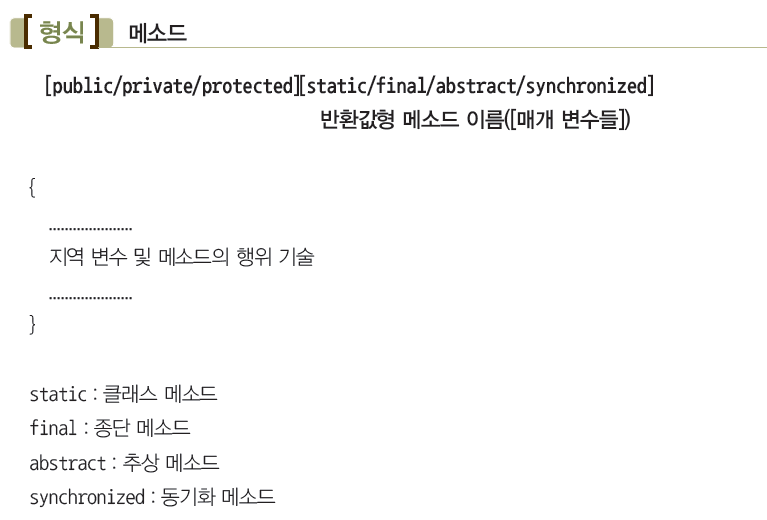 [형식] 메소드
[public/private/protected][static/final/abstract/synchronized]
반환값형 메소드 이름([매개 변수들])
{
.....................
지역 변수 및 메소드의 행위 기술
.....................
}
static : 클래스 메소드
final : 종단 메소드
abstract : 추상 메소드
synchronized : 동기화 메소드